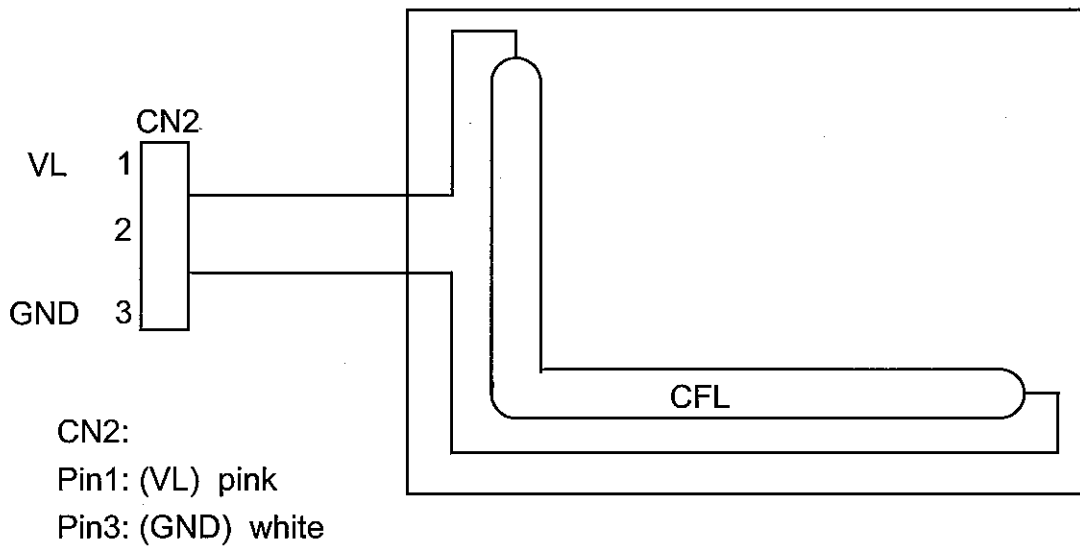 CN2
VL 1
2
GND 3
CFL
CN2:
Pin1: (VL) pink
Pin3: (GND) white